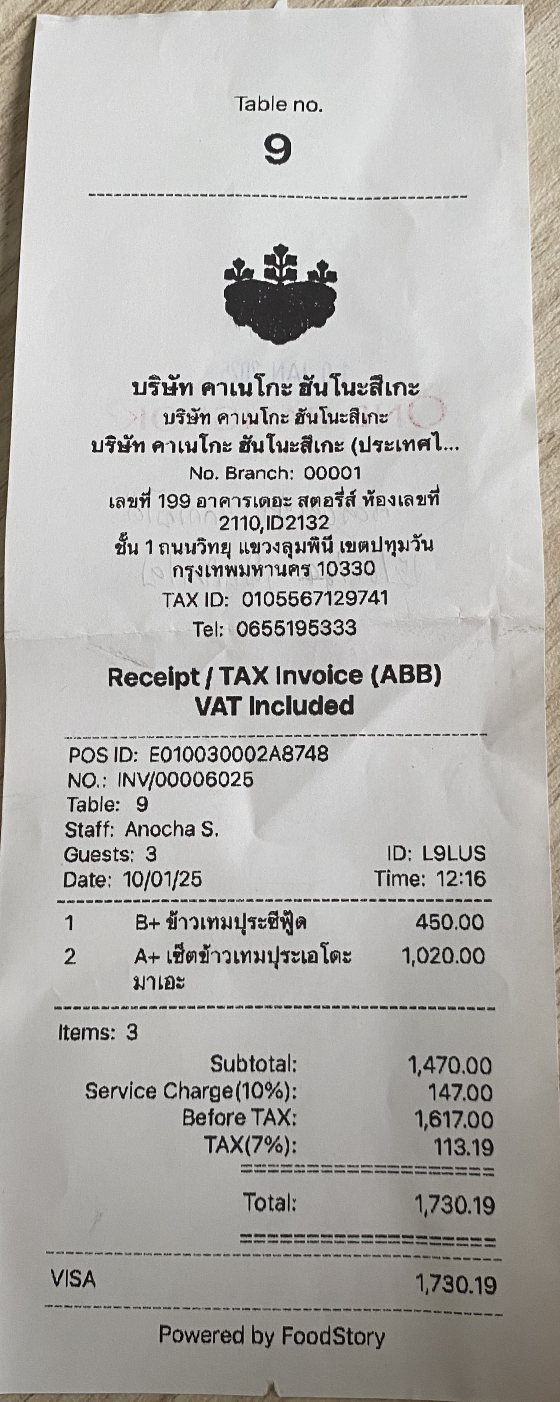 Table no.
9
บริษัท คาเนโกะ ฮันโนะสึเกะ
บริษัท คาเนโกะ ฮันโนะสึเกะ
บริษัท คาเนโกะ ฮันโนะสึเกะ (ประเทศไ...
No. Branch: 00001
เลขที่ 199 อาคารเดอะ สตอรี่ส์ ห้องเลขที่
2110,ID2132
ชั้น 1 ถนนวิทยุ แขวงลุมพินี เขตปทุมวัน
กรุงเทพมหานคร 10330
TAX ID: 0105567129741
Tel: 0655195333
Receipt / TAX Invoice (ABB)
VAT Included
POS ID: E010030002A8748
NO.: INV/00006025
Table: 9
Staff: Anocha S.
Guests: 3 ID: L9LUS
Date: 10/01/25 Time: 12:16
1 B+ ข้าวเทมปุระซีฟู้ด 450.00
2 A+ เซ็ตข้าวเทมปุระเอโดะ 1,020.00
มาเอะ
Items: 3
Subtotal: 1,470.00
Service Charge(10%): 147.00
Before TAX: 1,617.00
TAX(7%): 113.19
Total: 1,730.19
VISA 1,730.19
Powered by FoodStory